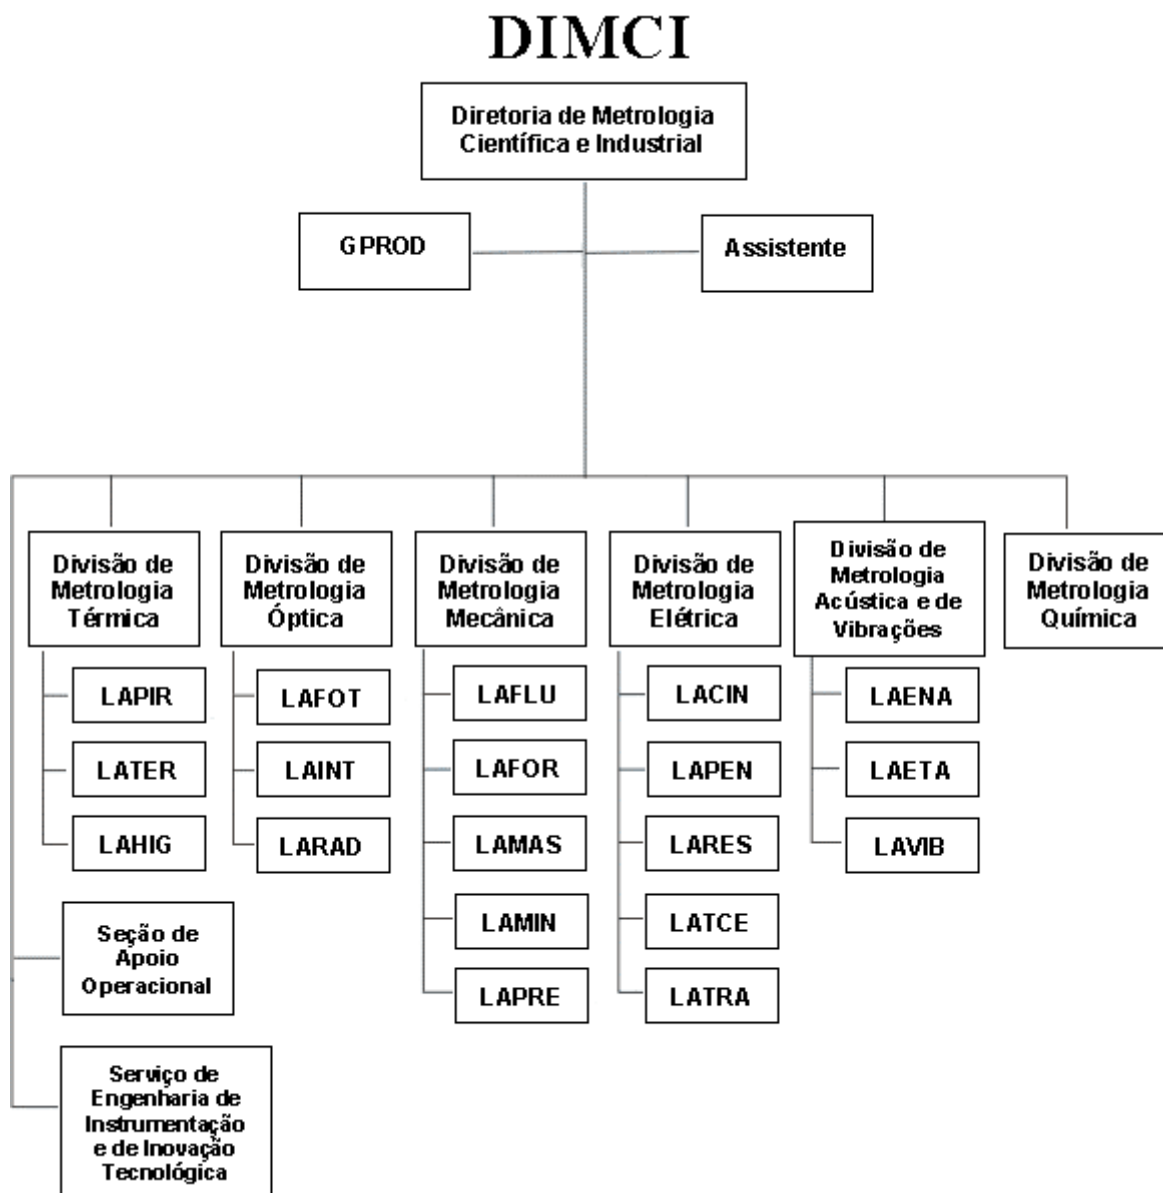 DIMCI
Diretoria de Metrologia
Científica e Industrial
GPROD
Assistente
Divisão de
Metrologia
Térmica
Divisão de
Metrologia
Óptica
Divisão de
Metrologia
Mecânica
Divisão de
Metrologia
Elétrica
Divisão de
Metrologia
Acústica e de
Vibrações
Divisão de
Metrologia
Química
LAPIR
LATER
LAHIG
LAFOT
LAINT
LARAD
LAFLU
LAFOR
LAMAS
LAMIN
LAPRE
LACIN
LAPEN
LARES
LATCE
LATRA
LAENA
LAETA
LAVIB
Seção de
Apoio
Operacional
Serviço de
Engenharia de
Instrumentação
e de Inovação
Tecnológica